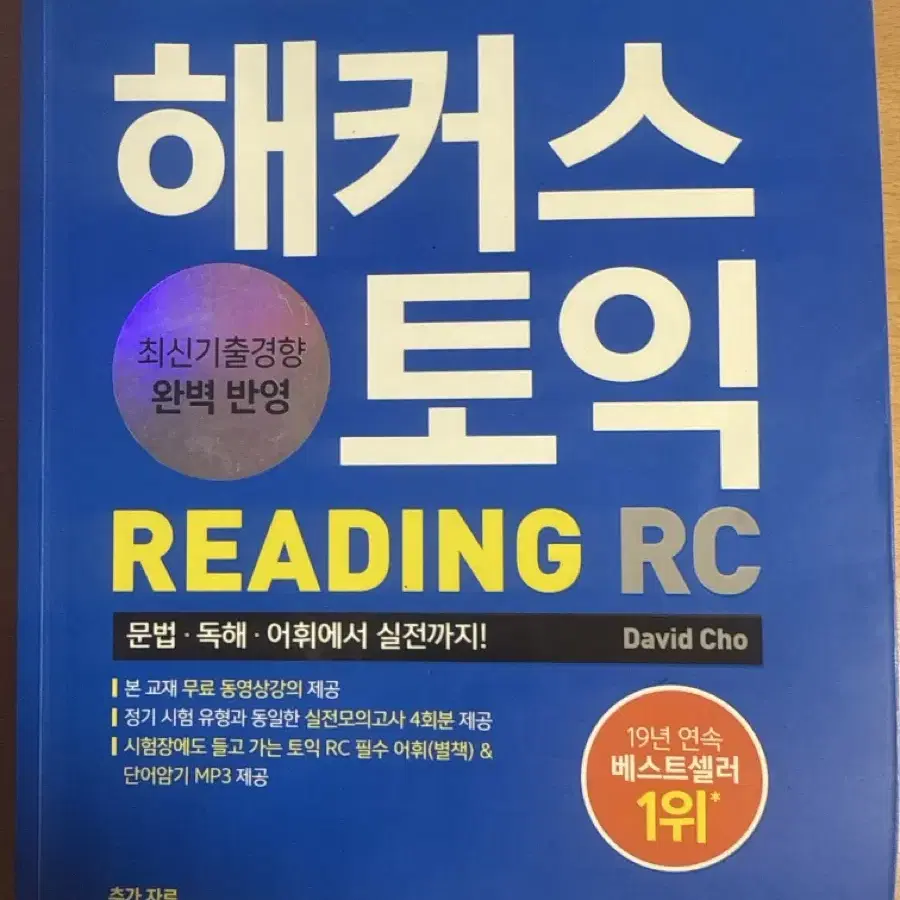 해커스
토익
최신기출경향
완벽 반영
READING RC
문법·독해·어휘에서 실전까지! David Cho
본 교재 무료 동영상강의 제공
정기 시험 유형과 동일한 실전모의고사 4회분 제공
시험장에도 들고 가는 토익 RC 필수 어휘(별책) &
단어암기 MP3 제공
19년 연속
베스트셀러
1위*
추가 자료